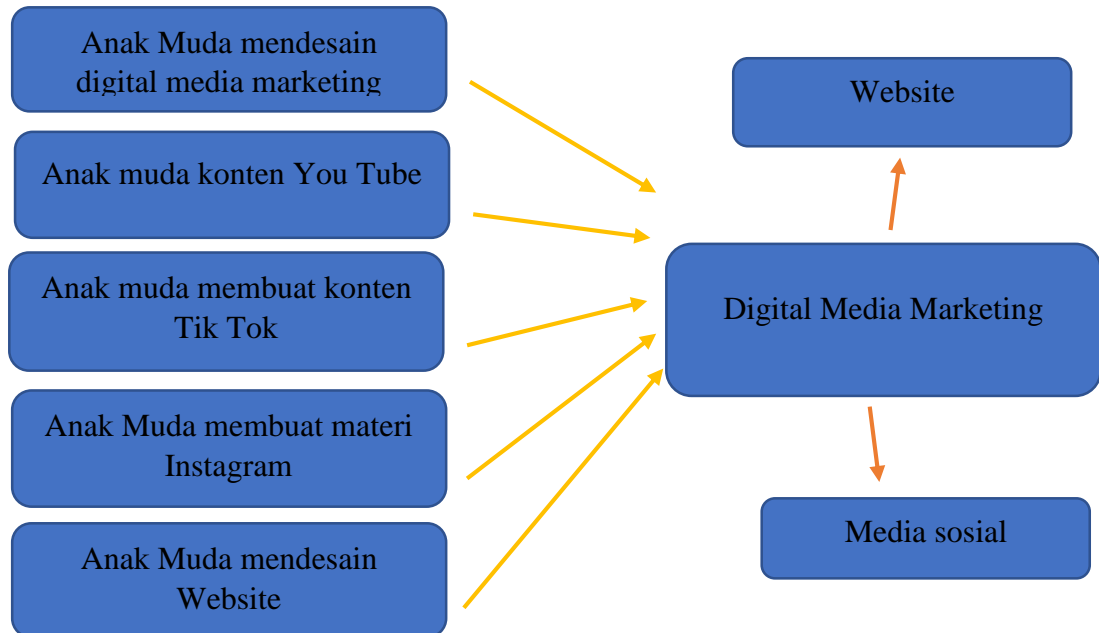 Anak Muda mendesain
digital media marketing
Anak muda konten You Tube
Anak muda membuat konten
Tik Tok
Anak Muda membuat materi
Instagram
Anak Muda mendesain
Website
Website
Digital Media Marketing
Media sosial